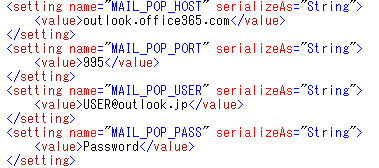 <setting name="MAIL_POP_HOST" serializeAs="String">
<value>outlook.office365.com</value>
</setting>
<setting name="MAIL_POP_PORT" serializeAs="String">
<value>995</value>
</setting>
<setting name="MAIL_POP_USER" serializeAs="String">
<value>USER@outlook.jp</value>
</setting>
<setting name="MAIL_POP_PASS" serializeAs="String">
<value>Password</value>
</setting>